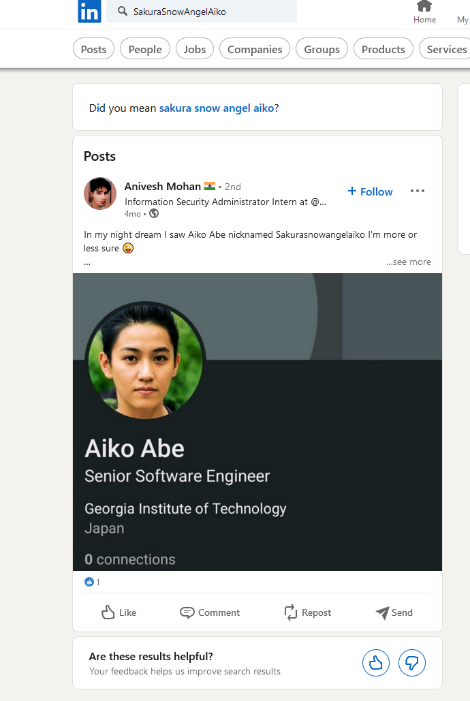 in
SakuraSnowAngelAiko
Home
My
Posts
People
Jobs
Companies
Groups
Products
Services
Did you mean sakura snow angel aiko?
Posts
Anivesh Mohan 🇮🇳 • 2nd
Information Security Administrator Intern at @...
4mo •
+ Follow
...
In my night dream I saw Aiko Abe nicknamed Sakurasnowangelaiko I'm more or
less sure 😜
...
...see more
Aiko Abe
Senior Software Engineer
Georgia Institute of Technology
Japan
0 connections
1
Like
Comment
Repost
Send
Are these results helpful?
Your feedback helps us improve search results